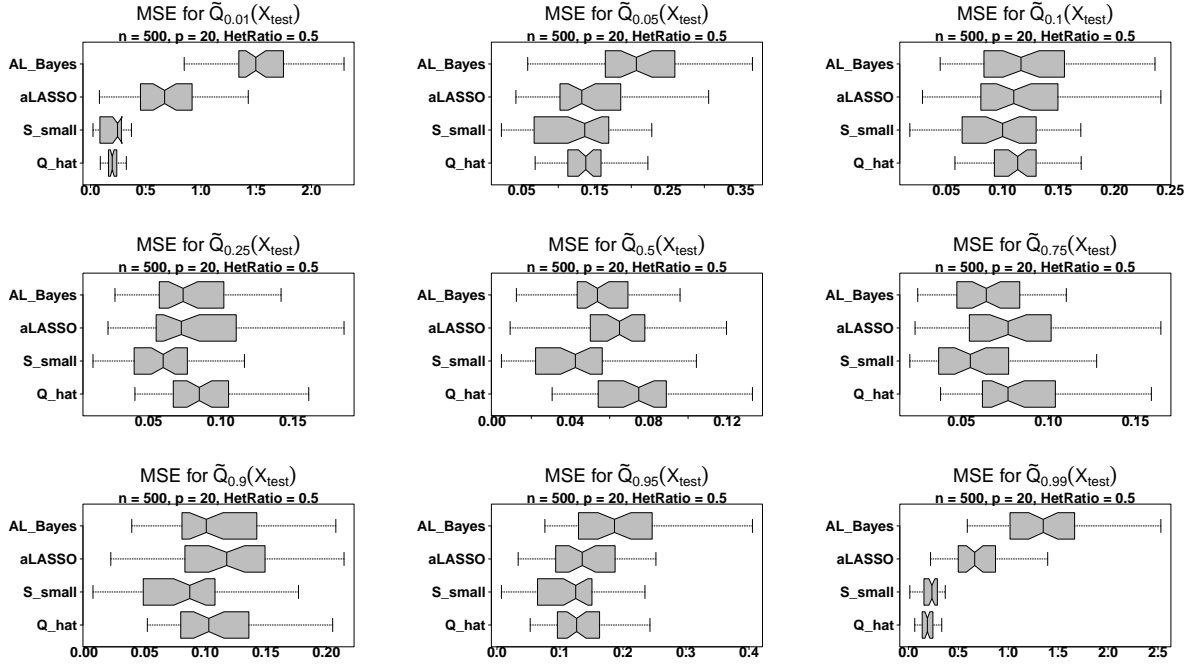 MSE for Q̃0.01(Xtest)
n = 500, p = 20, HetRatio = 0.5
AL_Bayes
aLASSO
S_small
Q_hat
0.0 0.5 1.0 1.5 2.0
MSE for Q̃0.05(Xtest)
n = 500, p = 20, HetRatio = 0.5
AL_Bayes
aLASSO
S_small
Q_hat
0.05 0.15 0.25 0.35
MSE for Q̃0.1(Xtest)
n = 500, p = 20, HetRatio = 0.5
AL_Bayes
aLASSO
S_small
Q_hat
0.05 0.10 0.15 0.20 0.25
MSE for Q̃0.25(Xtest)
n = 500, p = 20, HetRatio = 0.5
AL_Bayes
aLASSO
S_small
Q_hat
0.05 0.10 0.15
MSE for Q̃0.5(Xtest)
n = 500, p = 20, HetRatio = 0.5
AL_Bayes
aLASSO
S_small
Q_hat
0.00 0.04 0.08 0.12
MSE for Q̃0.75(Xtest)
n = 500, p = 20, HetRatio = 0.5
AL_Bayes
aLASSO
S_small
Q_hat
0.05 0.10 0.15
MSE for Q̃0.9(Xtest)
n = 500, p = 20, HetRatio = 0.5
AL_Bayes
aLASSO
S_small
Q_hat
0.00 0.05 0.10 0.15 0.20
MSE for Q̃0.95(Xtest)
n = 500, p = 20, HetRatio = 0.5
AL_Bayes
aLASSO
S_small
Q_hat
0.0 0.1 0.2 0.3 0.4
MSE for Q̃0.99(Xtest)
n = 500, p = 20, HetRatio = 0.5
AL_Bayes
aLASSO
S_small
Q_hat
0.0 0.5 1.0 1.5 2.0 2.5